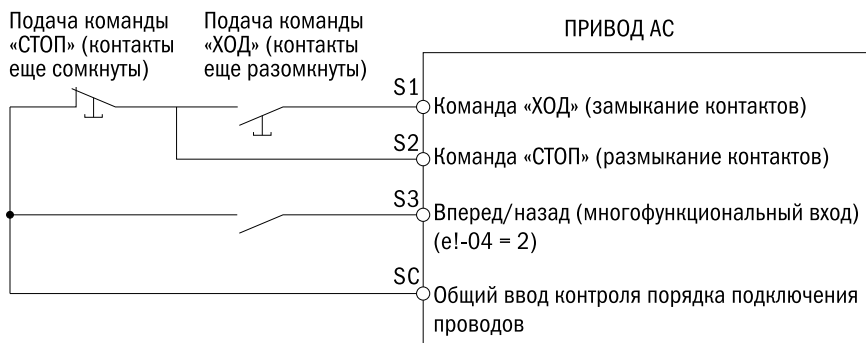 Подача команды
«СТОП» (контакты
еще сомкнуты)
Подача команды
«ХОД» (контакты
еще разомкнуты)
ПРИВОД АС
S1
Команда «ХОД» (замыкание контактов)
S2
Команда «СТОП» (размыкание контактов)
S3
Вперед/назад (многофункциональный вход)
(e!-04 = 2)
SC
Общий ввод контроля порядка подключения
проводов